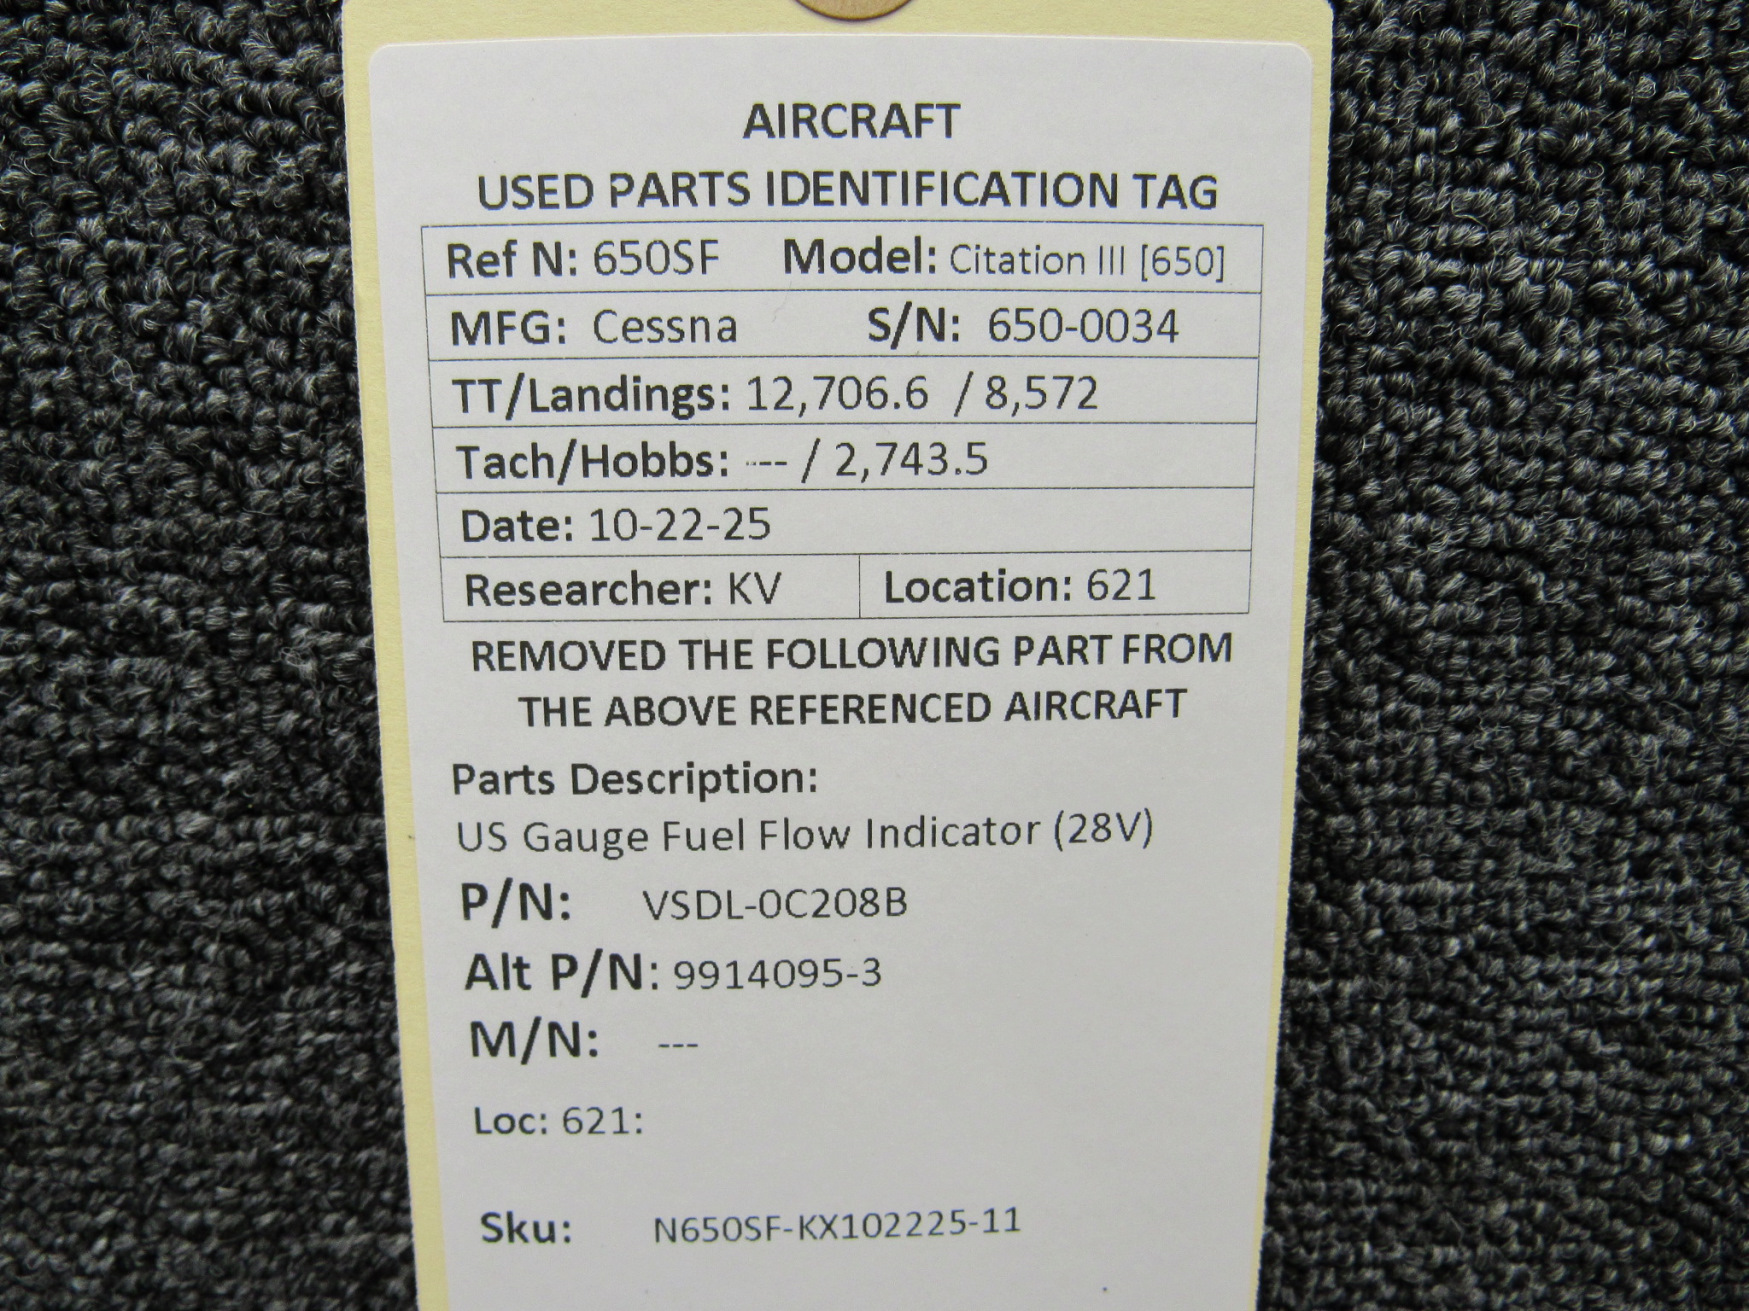 AIRCRAFT
USED PARTS IDENTIFICATION TAG
Ref N: 650SF Model: Citation III [650]
MFG: Cessna S/N: 650-0034
TT/Landings: 12,706.6 / 8,572
Tach/Hobbs: --- / 2,743.5
Date: 10-22-25
Researcher: KV Location: 621
REMOVED THE FOLLOWING PART FROM
THE ABOVE REFERENCED AIRCRAFT
Parts Description:
US Gauge Fuel Flow Indicator (28V)
P/N: VSDL-0C208B
Alt P/N: 9914095-3
M/N: ---
Loc: 621:
Sku: N650SF-KX102225-11